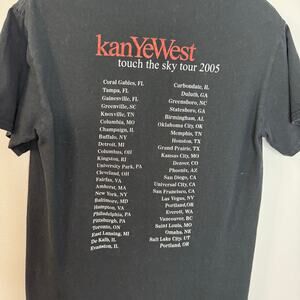 kanYeWest
touch the sky tour 2005
Coral Gables, FL
Tampa, FL
Gainesville, FL
Greenville, SC
Knoxville, TN
Columbia, MO
Champaign, IL
Buffalo, NY
Detroit, MI
Columbus, OH
Kingston, RI
University Park, PA
Cleveland, OH
Fairfax, VA
Amherst, MA
New York, NY
Baltimore, MD
Hampton, VA
Philadelphia, PA
Pittsburgh, PA
Toronto, ON
East Lansing, MI
De Kalb, IL
Evanston, IL
Carbondale, IL
Duluth, GA
Greensboro, NC
Statesboro, GA
Birmingham, AL
Oklahoma City, OK
Memphis, TN
Houston, TX
Grand Prairie, TX
Kansas City, MO
Denver, CO
Phoenix, AZ
San Diego, CA
Universal City, CA
San Francisco, CA
Las Vegas, NV
Portland,OR
Everett, WA
Vancouver, BC
Saint Louis, MO
Omaha, NE
Salt Lake City, UT
Portland, OR